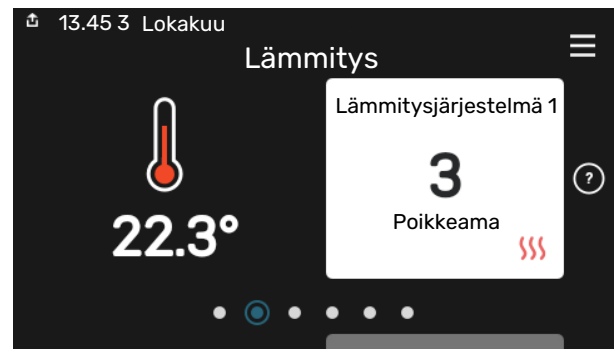 13.45 3 Lokakuu
Lämmitys
Lämmitysjärjestelmä 1
3
Poikkeama
22.3°
?